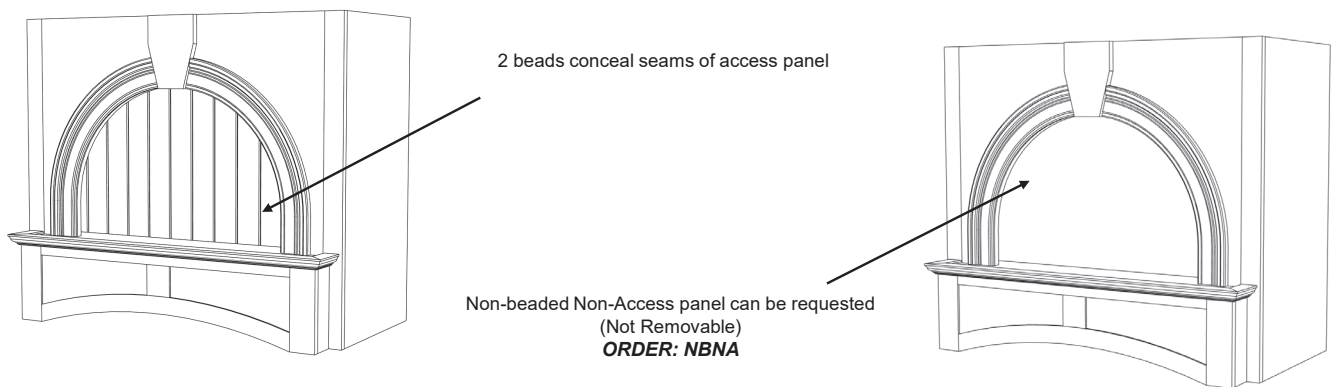 2 beads conceal seams of access panel
Non-beaded Non-Access panel can be requested
(Not Removable)
ORDER: NBNA